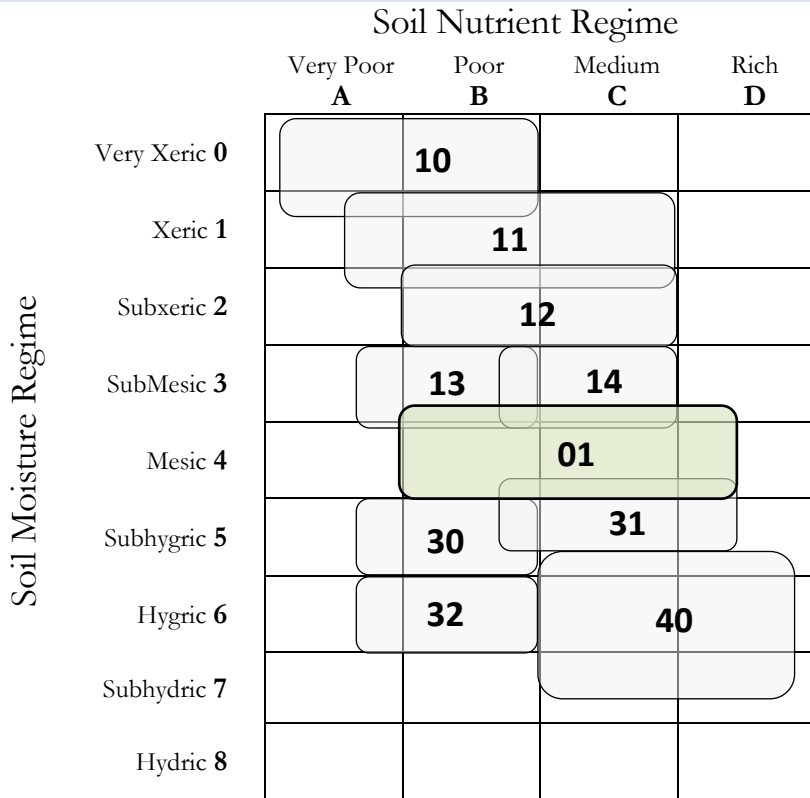 Soil Nutrient Regime
Very Poor Poor Medium Rich
A B C D
Soil Moisture Regime
Very Xeric 0
10
Xeric 1
11
Subxeric 2
12
SubMesic 3
13 14
Mesic 4
01
Subhygric 5
30 31
Hygric 6
32 40
Subhydric 7
Hydric 8